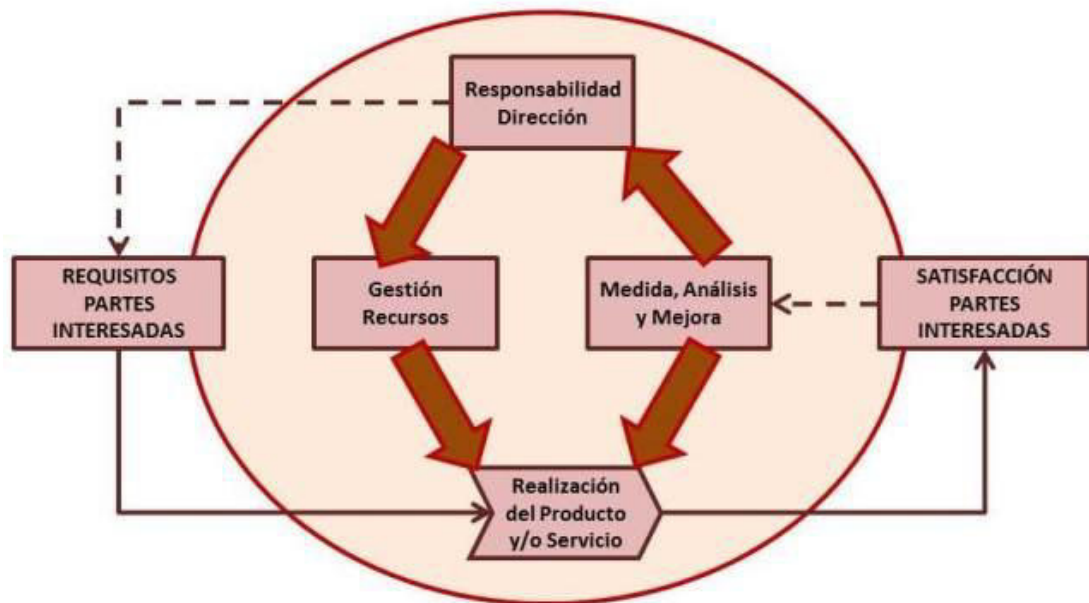 Responsabilidad
Dirección
REQUISITOS
PARTES
INTERESADAS
Gestión
Recursos
Medida, Análisis
y Mejora
SATISFACCIÓN
PARTES
INTERESADAS
Realización
del Producto
y/o Servicio